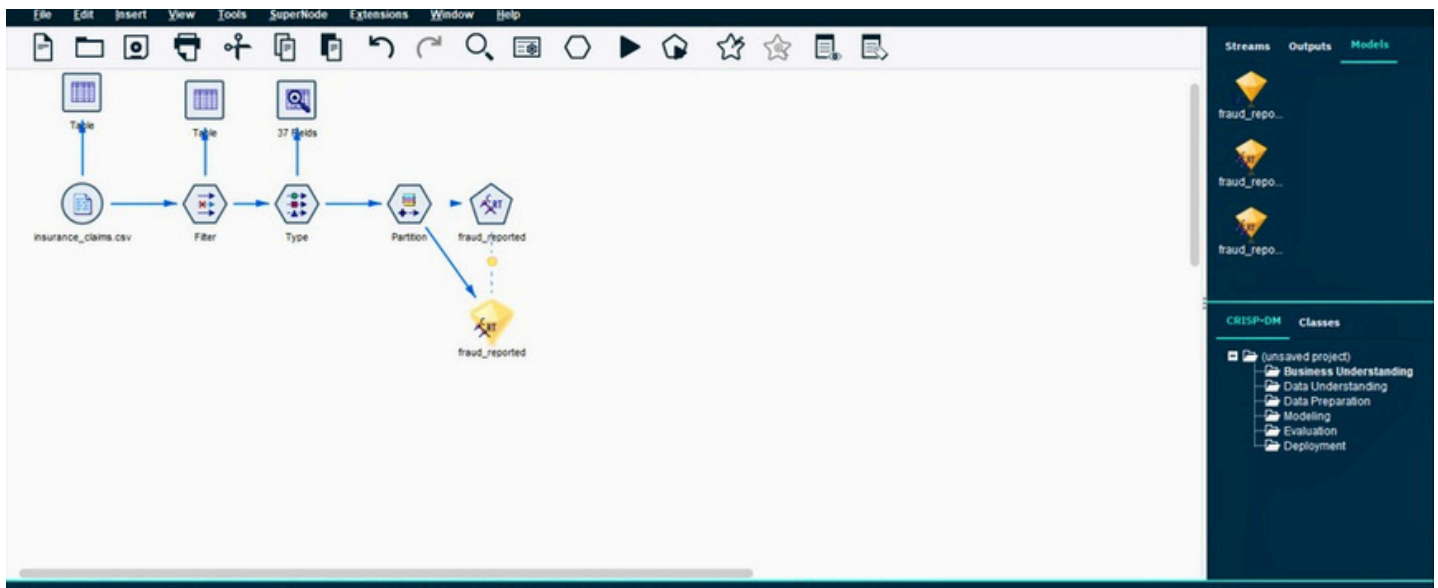 File Edit Insert View Tools SuperNode Extensions Window Help
Streams Outputs Models
Table
Table
37 Fields
fraud_repo...
fraud_repo...
fraud_repo...
insurance_claims.csv
Filter
Type
Partition
fraud_reported
fraud_reported
CRISP-DM Classes
(unsaved project)
Business Understanding
Data Understanding
Data Preparation
Modeling
Evaluation
Deployment